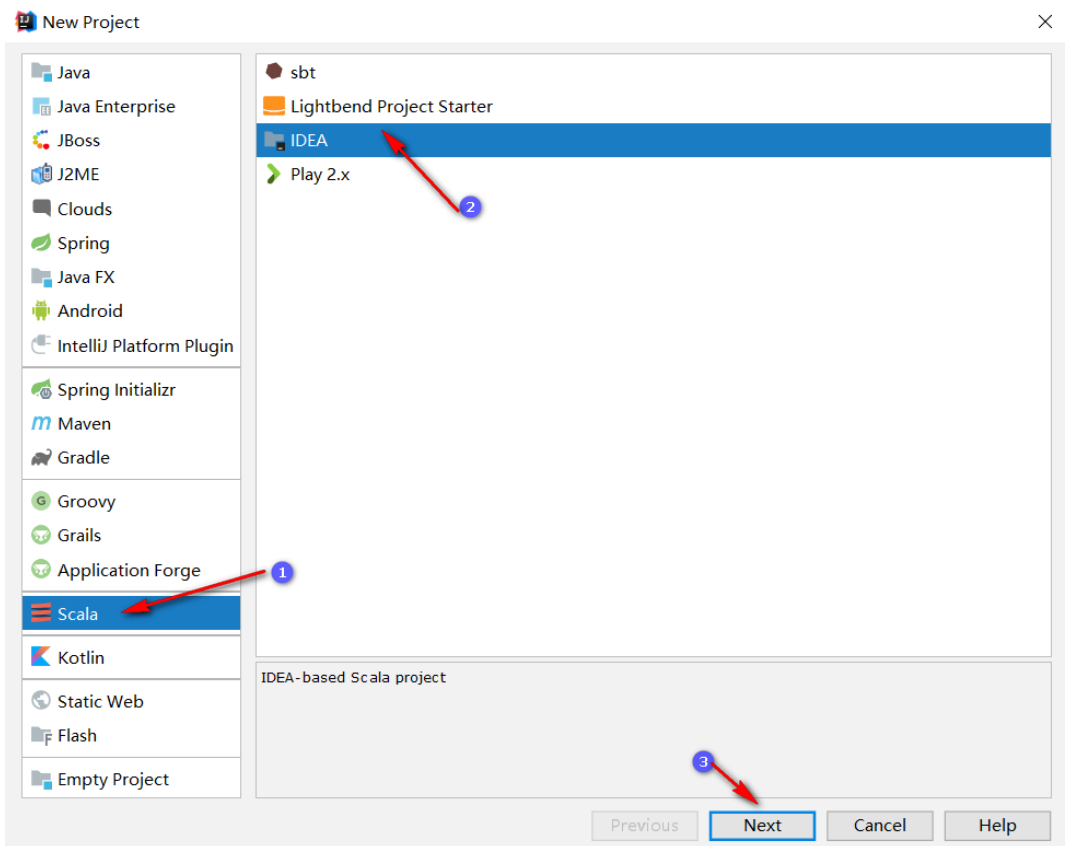 New Project
Java
Java Enterprise
JBoss
J2ME
Clouds
Spring
Java FX
Android
IntelliJ Platform Plugin
Spring Initializr
Maven
Gradle
Groovy
Grails
Application Forge
Scala
Kotlin
Static Web
Flash
Empty Project
sbt
Lightbend Project Starter
IDEA
Play 2.x
2
1
IDEA-based Scala project
3
Previous Next Cancel Help